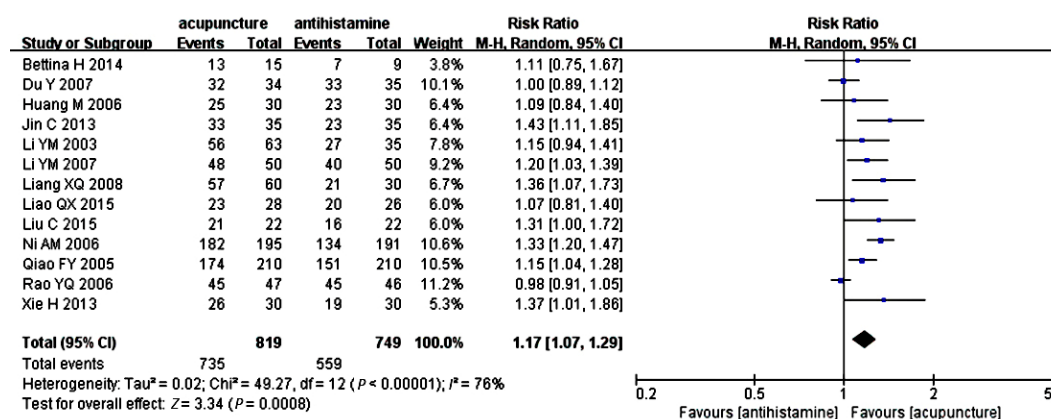 acupuncture antihistamine Risk Ratio Risk Ratio
Study or Subgroup Events Total Events Total Weight M-H, Random, 95% CI M-H, Random, 95% CI
Bettina H 2014 13 15 7 9 3.8% 1.11 [0.75, 1.67]
Du Y 2007 32 34 33 35 10.1% 1.00 [0.89, 1.12]
Huang M 2006 25 30 23 30 6.4% 1.09 [0.84, 1.40]
Jin C 2013 33 35 23 35 6.4% 1.43 [1.11, 1.85]
Li YM 2003 56 63 27 35 7.8% 1.15 [0.94, 1.41]
Li YM 2007 48 50 40 50 9.2% 1.20 [1.03, 1.39]
Liang XQ 2008 57 60 21 30 6.7% 1.36 [1.07, 1.73]
Liao QX 2015 23 28 20 26 6.0% 1.07 [0.81, 1.40]
Liu C 2015 21 22 16 22 6.0% 1.31 [1.00, 1.72]
Ni AM 2006 182 195 134 191 10.6% 1.33 [1.20, 1.47]
Qiao FY 2005 174 210 151 210 10.5% 1.15 [1.04, 1.28]
Rao YQ 2006 45 47 45 46 11.2% 0.98 [0.91, 1.05]
Xie H 2013 26 30 19 30 5.3% 1.37 [1.01, 1.86]
Total (95% CI) 819 749 100.0% 1.17 [1.07, 1.29]
Total events 735 559
Heterogeneity: Tau² = 0.02; Chi² = 49.27, df = 12 (P < 0.00001); I² = 76%
Test for overall effect: Z = 3.34 (P = 0.0008)
0.2 0.5 1 2 5
Favours [antihistamine] Favours [acupuncture]